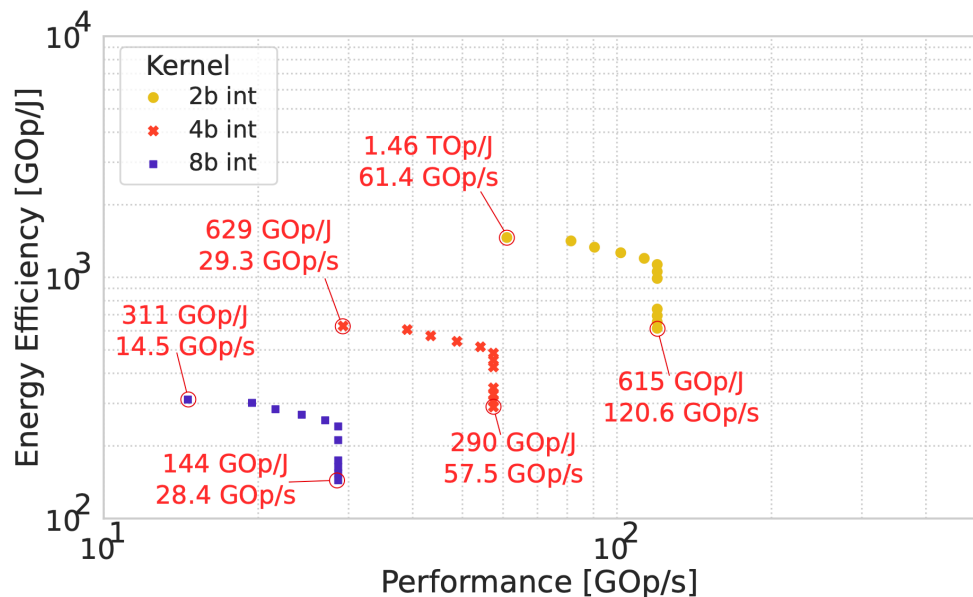 10^4
Kernel
2b int
4b int
8b int
1.46 TOp/J
61.4 GOp/s
629 GOp/J
29.3 GOp/s
10^3
311 GOp/J
14.5 GOp/s
615 GOp/J
120.6 GOp/s
290 GOp/J
57.5 GOp/s
144 GOp/J
28.4 GOp/s
10^2
10^1
10^2
Energy Efficiency [GOp/J]
Performance [GOp/s]